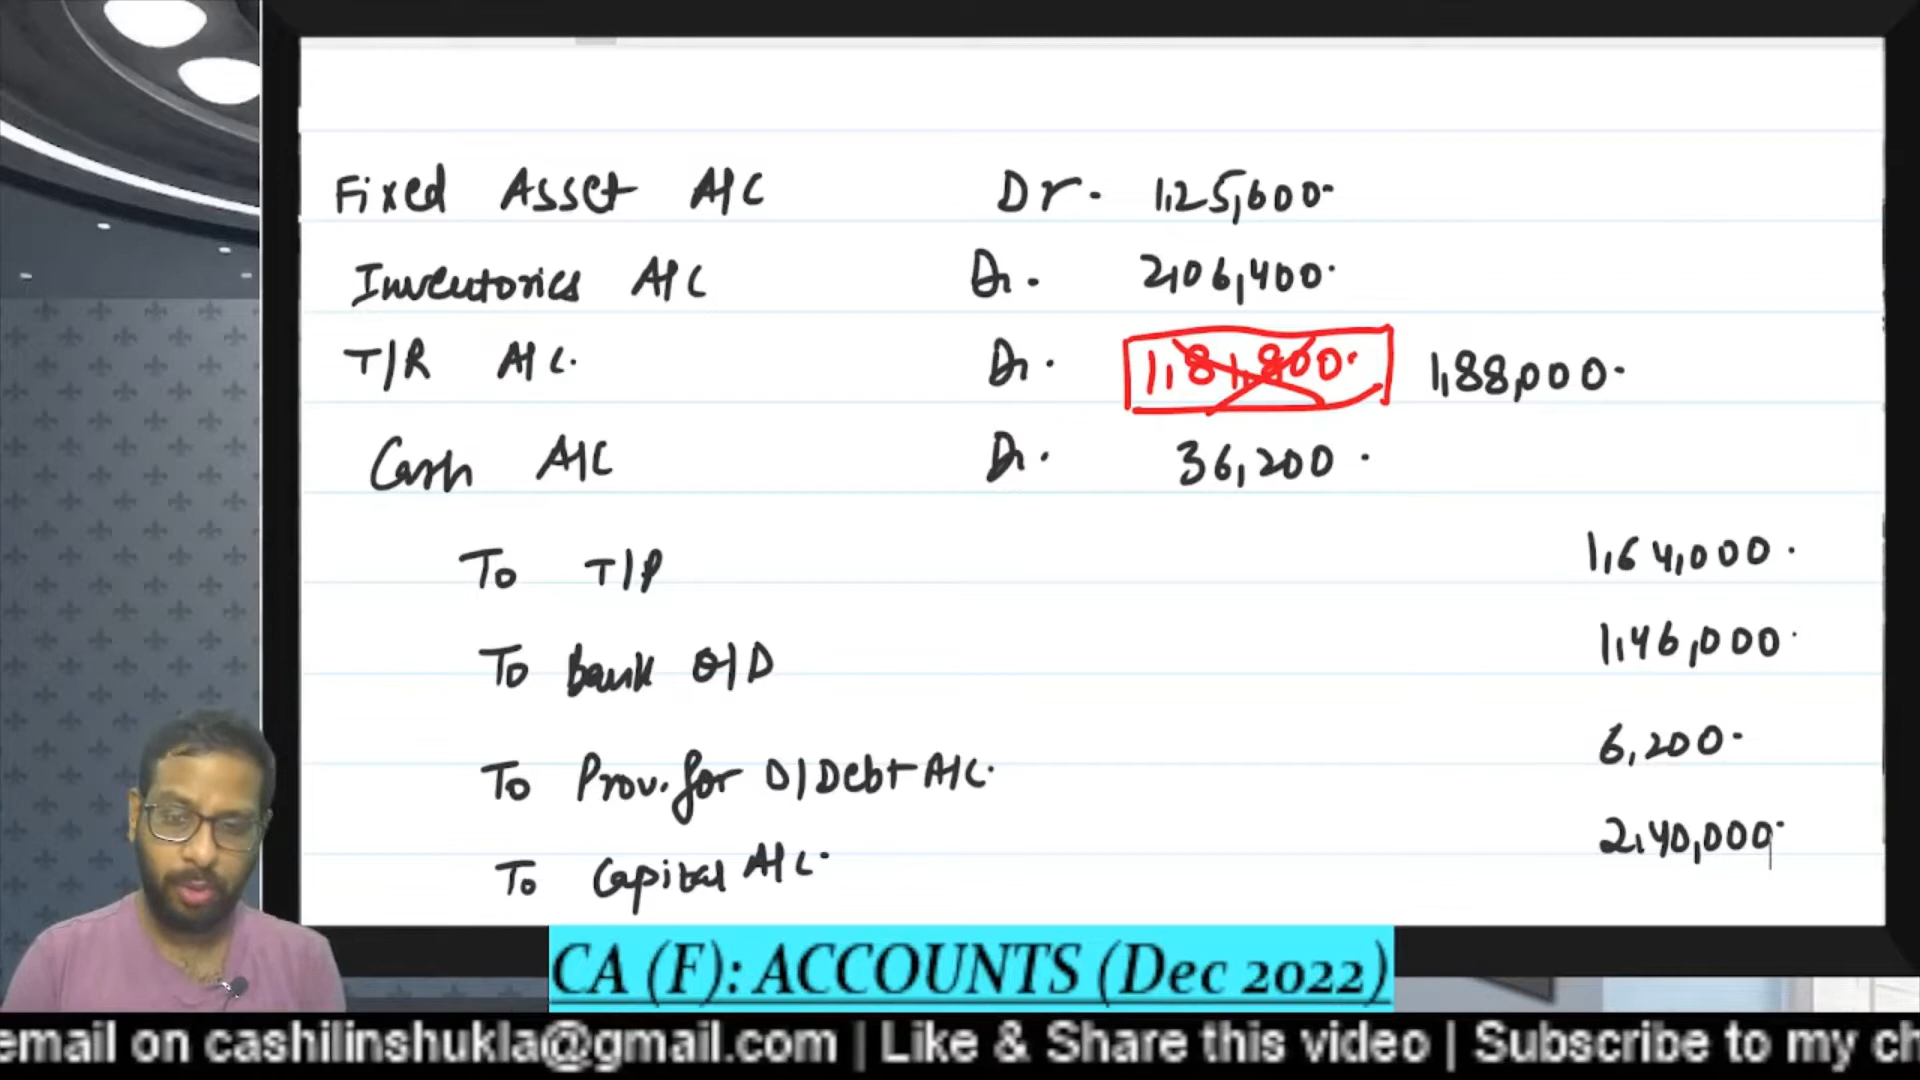 Fixed Asset A/C Dr. 1,25,600.
Inventories A/C Dr. 2,06,400.
T/R A/C. Dr. 1,81,800. 1,88,000.
Cash A/C Dr. 36,200.
To T/P 1,64,000.
To bank O/D 1,46,000.
To Prov. for D/Debt A/C. 6,200.
To Capital A/C. 2,40,000.
CA (F): ACCOUNTS (Dec 2022)
email on cashilinshukla@gmail.com | Like & Share this video | Subscribe to my ch